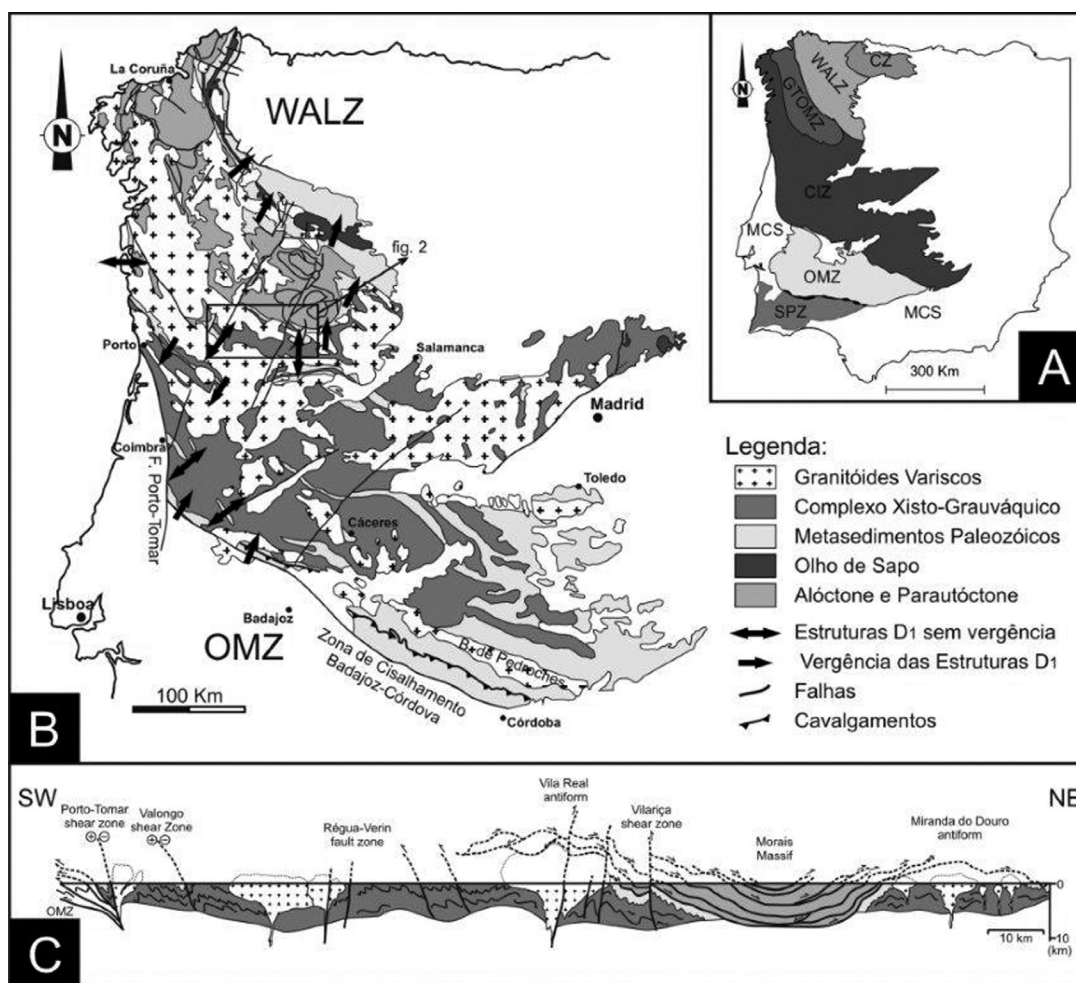 N
La Coruña
WALZ
fig. 2
Porto
Salamanca
Madrid
Coimbra
F. Porto-Tomar
Toledo
Cáceres
Lisboa
Badajoz
OMZ
B. de Pedroches
Zona de Cisalhamento
Badajoz-Córdova
Córdoba
100 Km
B
N
WALZ
CZ
GTOMZ
CIZ
MCS
OMZ
SPZ
MCS
300 Km
A
Legenda:
Granitóides Variscos
Complexo Xisto-Grauváquico
Metasedimentos Paleozóicos
Olho de Sapo
Alóctone e Parautóctone
Estruturas D1 sem vergência
Vergência das Estruturas D1
Falhas
Cavalgamentos
SW
NE
Porto-Tomar
shear zone
Valongo
shear Zone
Régua-Verin
fault zone
Vila Real
antiform
Vilariça
shear zone
Morais
Massif
Miranda do Douro
antiform
OMZ
0
10
(km)
10 km
C